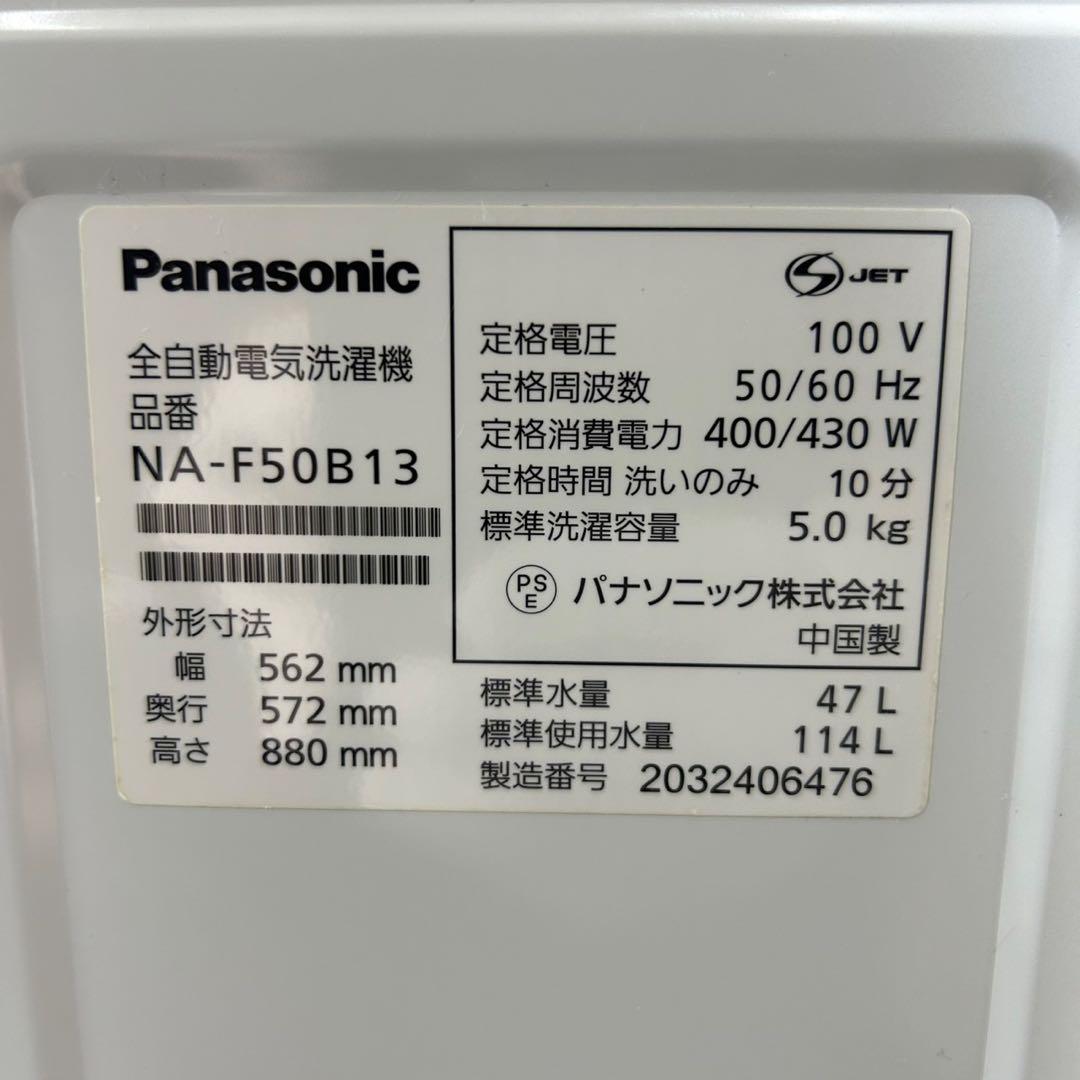 Panasonic
全自動電気洗濯機
品番
NA-F50B13
外形寸法
幅 562 mm
奥行 572 mm
高さ 880 mm
S JET
定格電圧 100 V
定格周波数 50/60 Hz
定格消費電力 400/430 W
定格時間 洗いのみ 10 分
標準洗濯容量 5.0 kg
PSE パナソニック株式会社
中国製
標準水量 47 L
標準使用水量 114 L
製造番号 2032406476